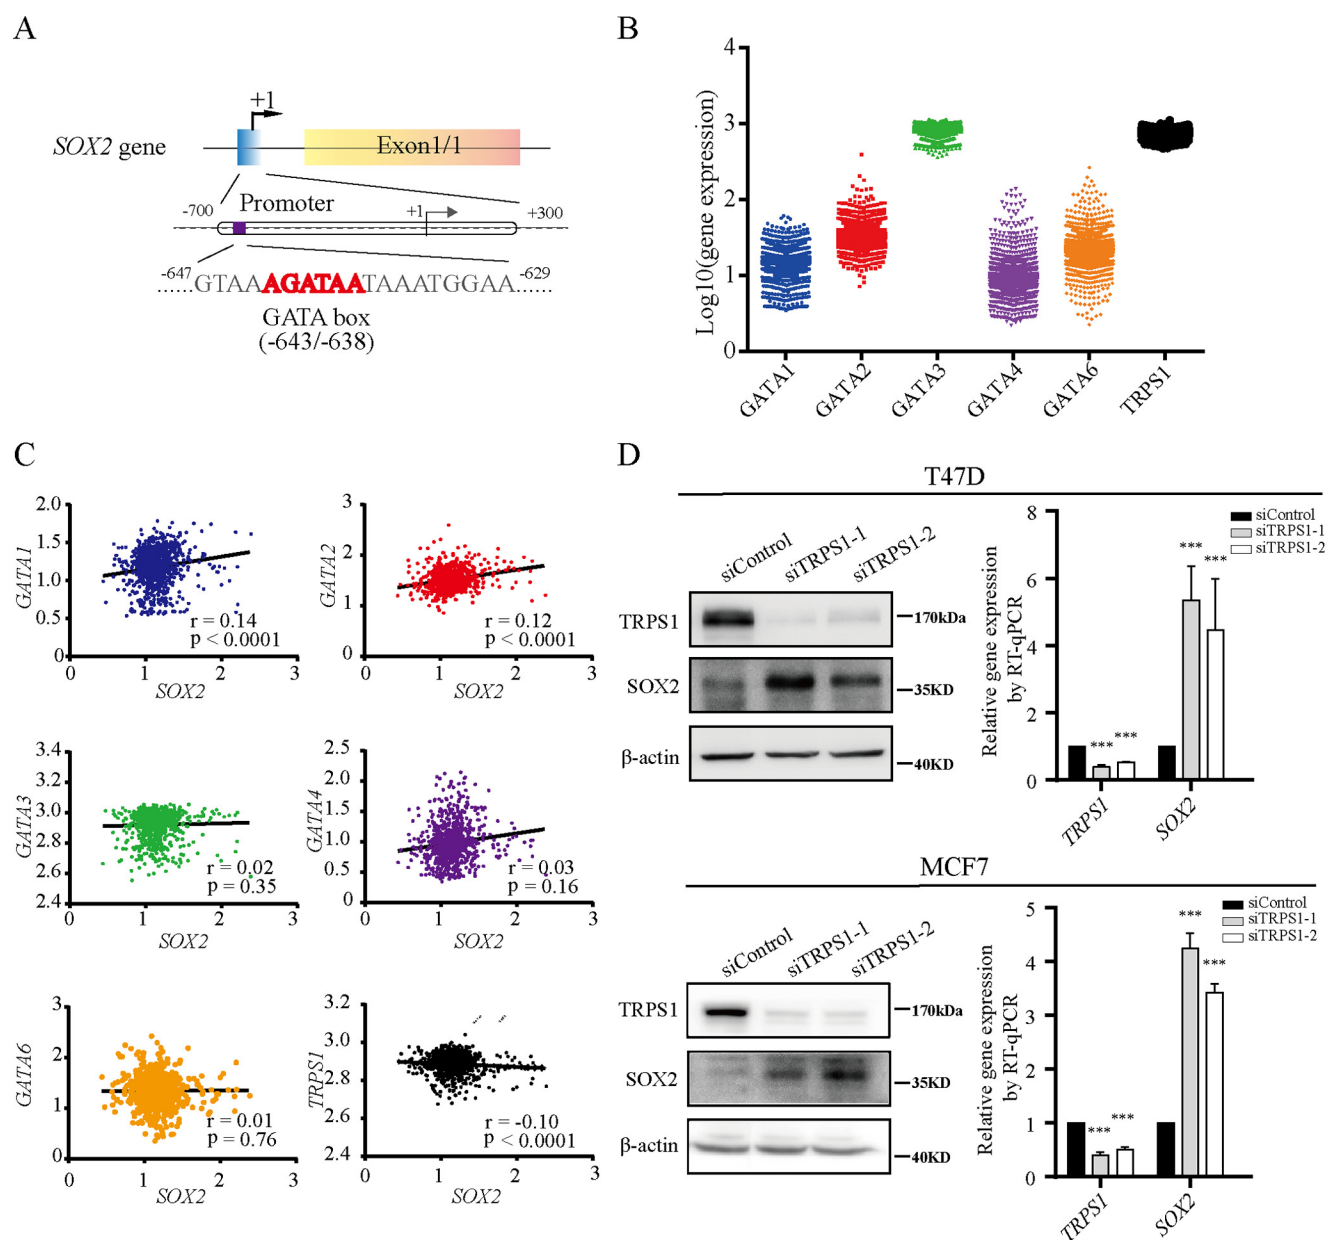 A
+1
SOX2 gene
Exon1/1
-700
Promoter
+1
+300
-647
-629
......GTAAAGATAATAAATGGAA......
GATA box
(-643/-638)
B
Log10(gene expression)
4
3
2
1
0
GATA1
GATA2
GATA3
GATA4
GATA6
TRPS1
C
GATA1
2.0
1.5
1.0
0.5
0
r = 0.14
p < 0.0001
0 1 2 3
SOX2
GATA2
3
2
1
0
r = 0.12
p < 0.0001
0 1 2 3
SOX2
GATA3
3.4
3.2
3.0
2.8
2.6
2.4
r = 0.02
p = 0.35
0 1 2 3
SOX2
GATA4
2.5
2.0
1.5
1.0
0.5
0
r = 0.03
p = 0.16
0 1 2 3
SOX2
GATA6
3
2
1
0
r = 0.01
p = 0.76
0 1 2 3
SOX2
TRPS1
3.2
3.0
2.8
2.6
2.4
r = -0.10
p < 0.0001
0 1 2 3
SOX2
D
T47D
siControl
siTRPS1-1
siTRPS1-2
TRPS1
170kDa
SOX2
35KD
β-actin
40KD
Relative gene expression
by RT-qPCR
8
6
4
2
0
siControl
siTRPS1-1
siTRPS1-2
*** ***
*** ***
TRPS1
SOX2
MCF7
siControl
siTRPS1-1
siTRPS1-2
TRPS1
170kDa
SOX2
35KD
β-actin
40KD
Relative gene expression
by RT-qPCR
5
4
3
2
1
0
siControl
siTRPS1-1
siTRPS1-2
*** ***
*** ***
TRPS1
SOX2